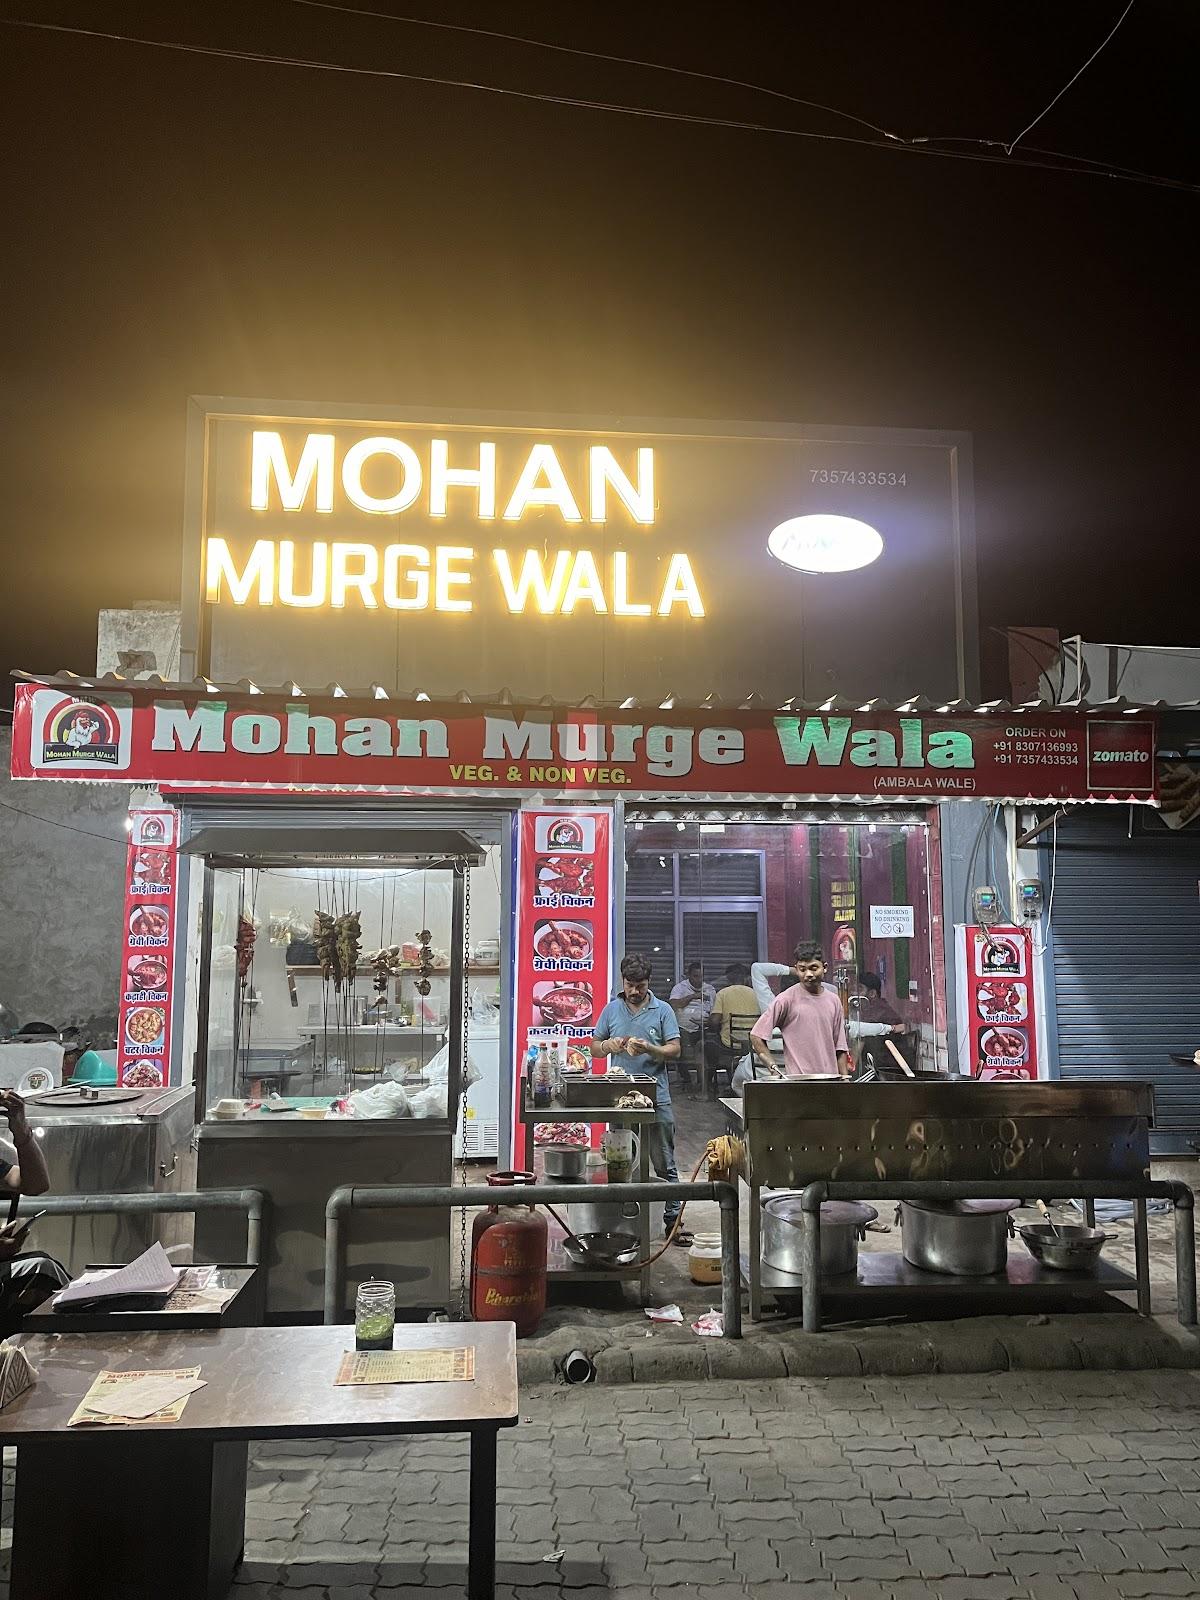 MOHAN
MURGE WALA
7357433534
MOHAN MURGE WALA
Mohan Murge Wala
VEG. & NON VEG.
(AMBALA WALE)
ORDER ON
+91 8307136993
+91 7357433534
zomato
फ्राई चिकन
ग्रेवी चिकन
कढ़ाही चिकन
बटर चिकन
फ्राई चिकन
ग्रेवी चिकन
कढ़ाई चिकन
NO SMOKING
NO DRINKING
फ्राई चिकन
ग्रेवी चिकन
Bharatgas
MOHAN MURGE WALA